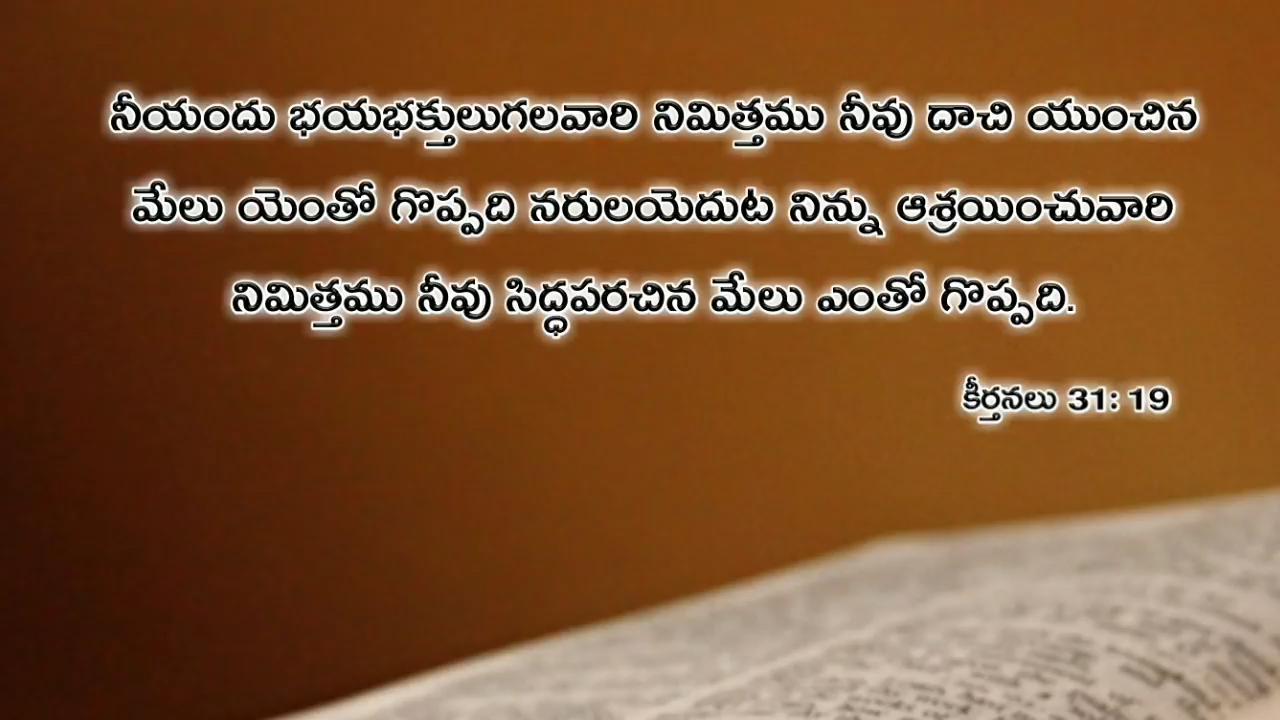 నీయందు భయభక్తులుగలవారి నిమిత్తము నీవు దాచి యుంచిన
మేలు యెంతో గొప్పది నరులయెదుట నిన్ను ఆశ్రయించువారి
నిమిత్తము నీవు సిద్ధపరచిన మేలు ఎంతో గొప్పది.
కీర్తనలు 31: 19